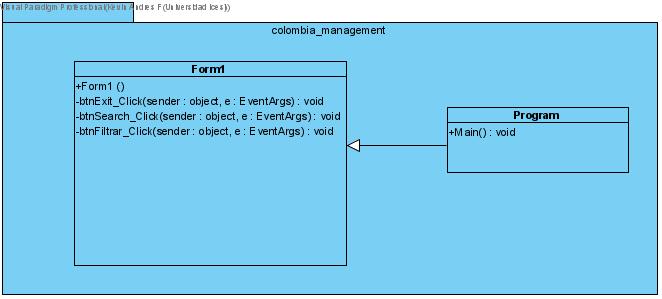 Visual Paradigm Professional(kevin Andres F(Universidad Icesi))
colombia_management
Form1
+Form1 ()
-btnExit_Click(sender : object, e : EventArgs) : void
-btnSearch_Click(sender : object, e : EventArgs) : void
-btnFiltrar_Click(sender : object, e : EventArgs) : void
Program
+Main() : void